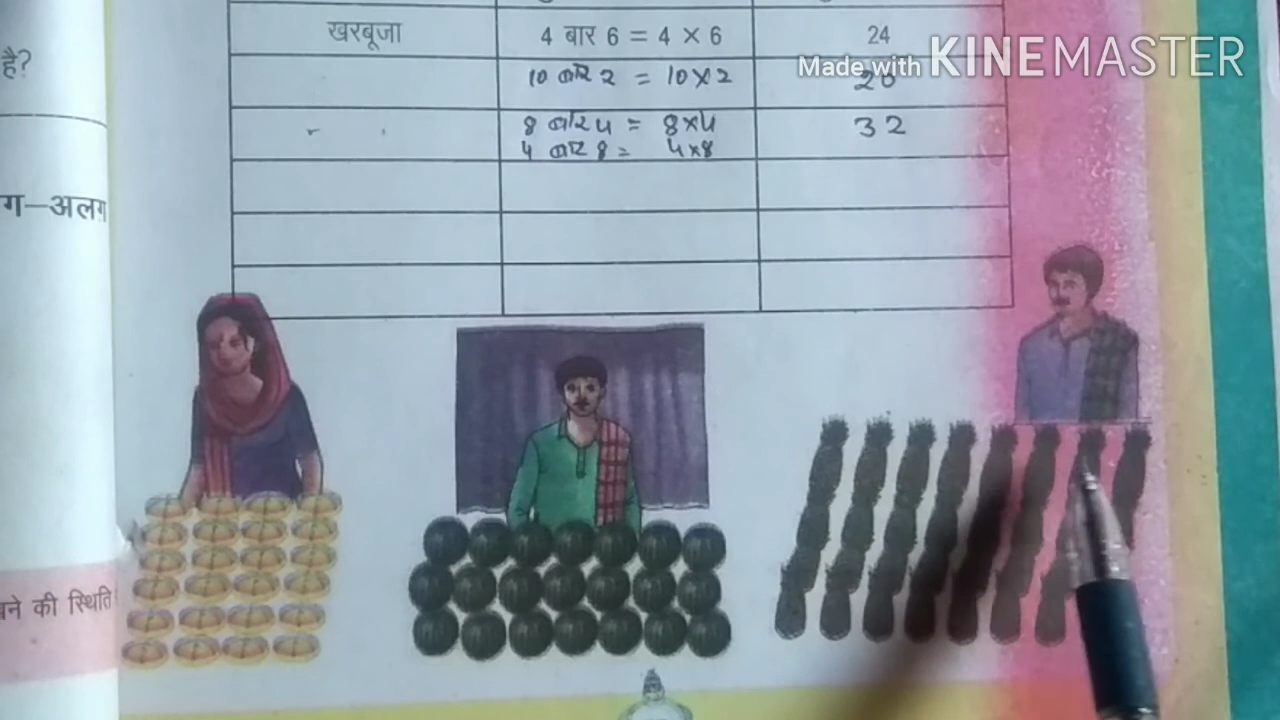 है?
खरबूजा 4 बार 6 = 4 × 6 24
Made with KINEMASTER
10 बार 2 = 10×2 20
8 बार 4 = 8×4 32
4 बार 8 = 4×8
ग–अलग
की स्थिति